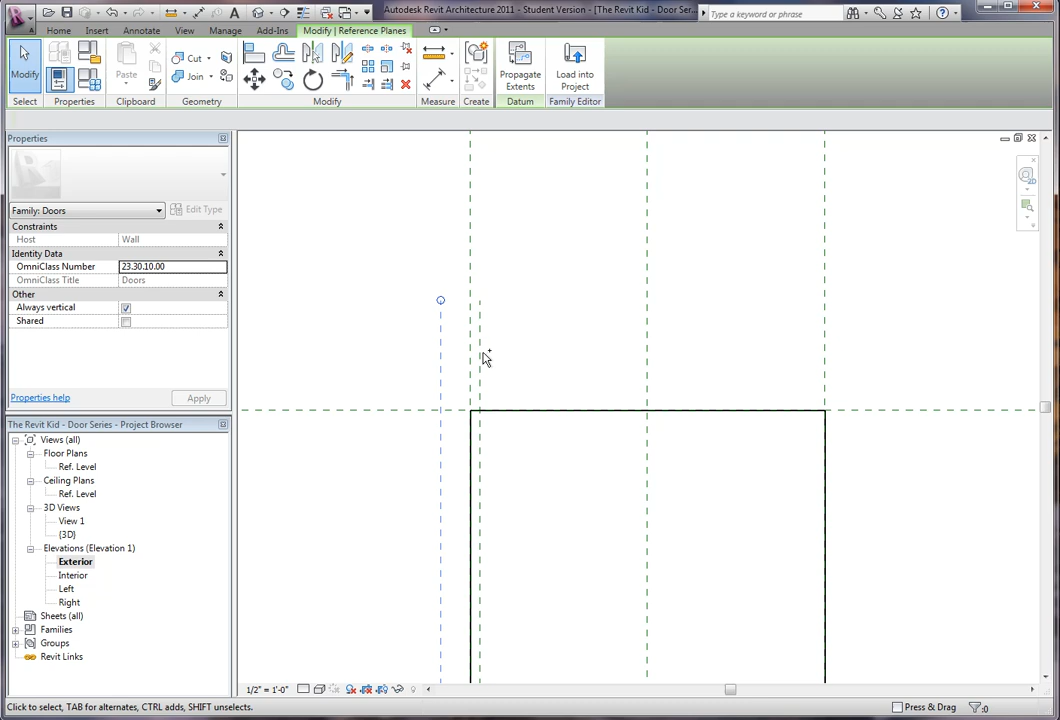 Autodesk Revit Architecture 2011 - Student Version - [The Revit Kid - Door Ser...
Type a keyword or phrase
Home Insert Annotate View Manage Add-Ins Modify | Reference Planes
Modify Paste Cut Join Propagate Extents Load into Project
Select Properties Clipboard Geometry Modify Measure Create Datum Family Editor
Properties
Family: Doors Edit Type
Constraints
Host Wall
Identity Data
OmniClass Number 23.30.10.00
OmniClass Title Doors
Other
Always vertical
Shared
Properties help Apply
The Revit Kid - Door Series - Project Browser
Views (all)
Floor Plans
Ref. Level
Ceiling Plans
Ref. Level
3D Views
View 1
{3D}
Elevations (Elevation 1)
Exterior
Interior
Left
Right
Sheets (all)
Families
Groups
Revit Links
2D
1/2" = 1'-0"
Click to select, TAB for alternates, CTRL adds, SHIFT unselects. Press & Drag :0